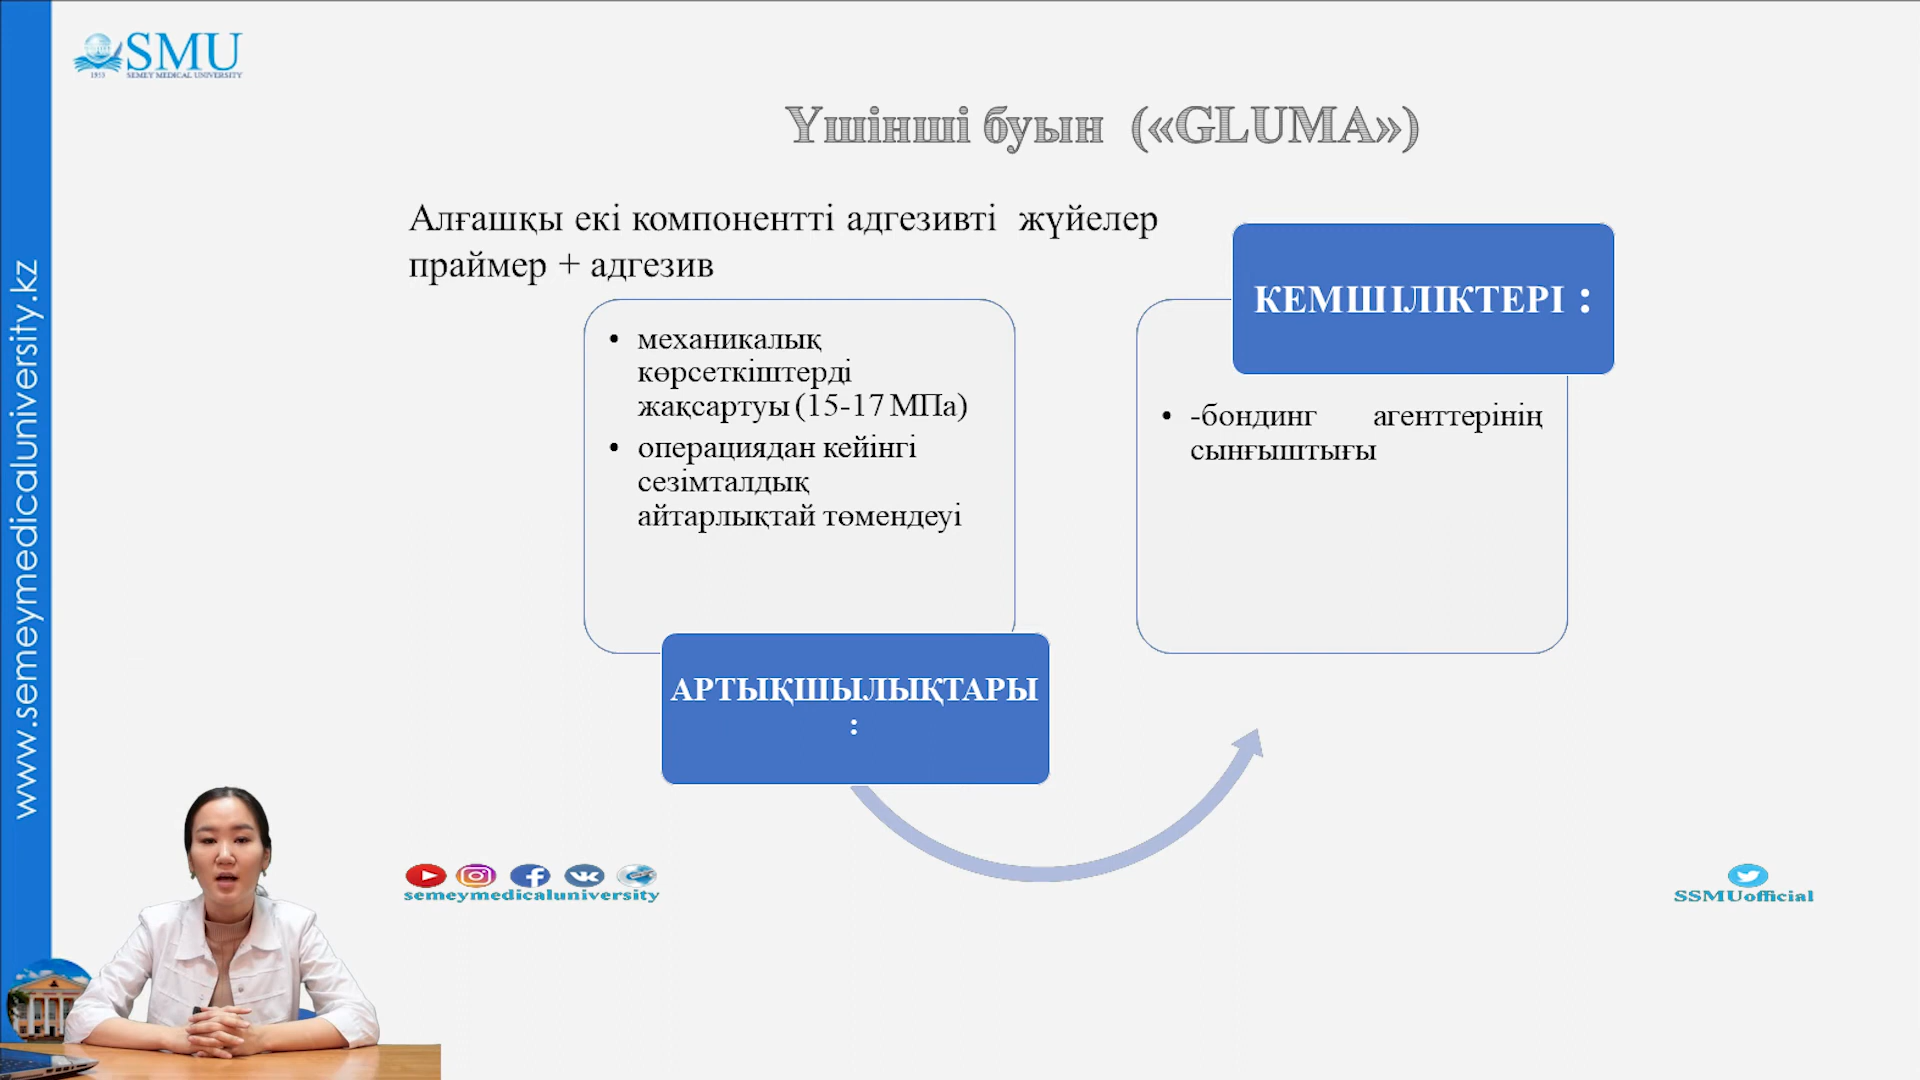 SMU
1953 SEMEY MEDICAL UNIVERSITY
www.semeymedicaluniversity.kz
Үшінші буын («GLUMA»)
Алғашқы екі компонентті адгезивті жүйелер
праймер + адгезив
• механикалық
көрсеткіштерді
жақсартуы (15-17 МПа)
• операциядан кейінгі
сезімталдық
айтарлықтай төмендеуі
АРТЫҚШЫЛЫҚТАРЫ
:
КЕМШІЛІКТЕРІ :
• -бондинг агенттерінің
сынғыштығы
semeymedicaluniversity
SSMUofficial